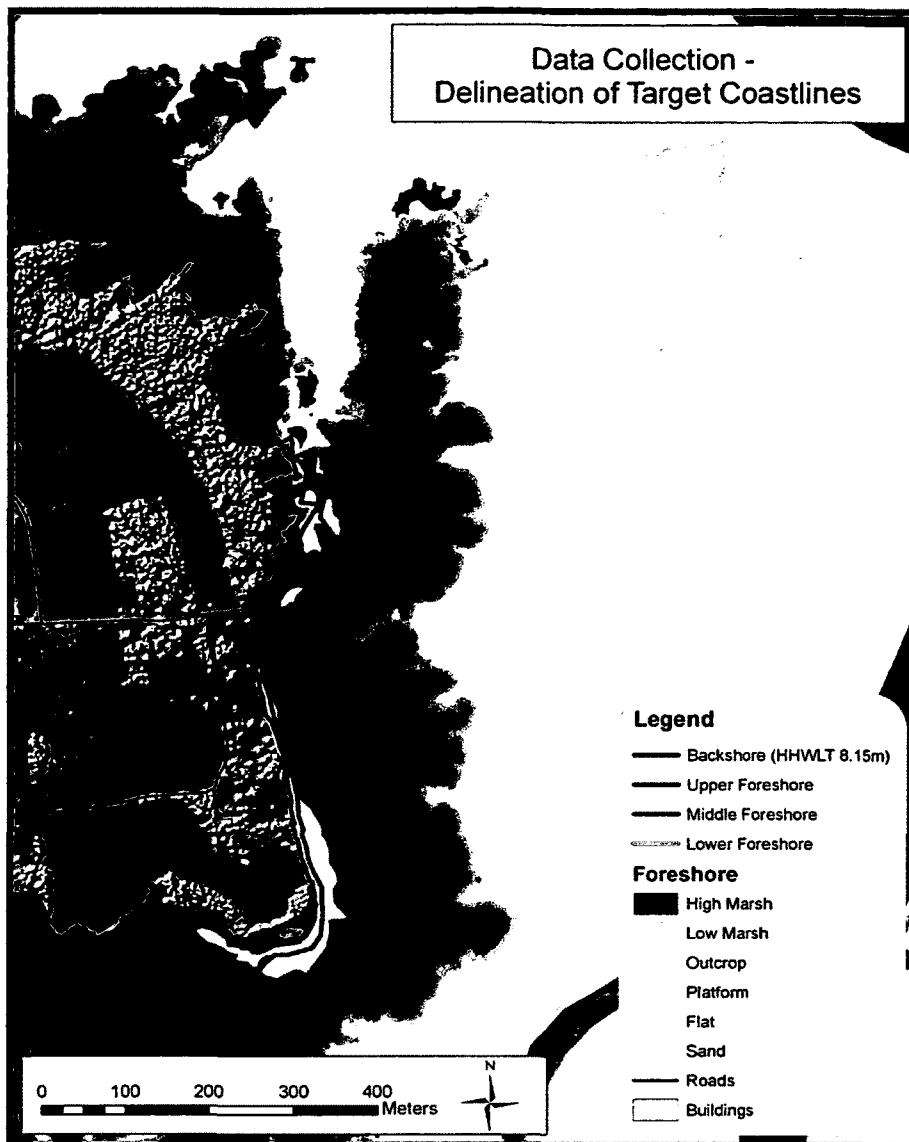 Data Collection -
Delineation of Target Coastlines
Legend
Backshore (HHWLT 8.15m)
Upper Foreshore
Middle Foreshore
Lower Foreshore
Foreshore
High Marsh
Low Marsh
Outcrop
Platform
Flat
Sand
Roads
Buildings
N
0 100 200 300 400
Meters